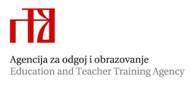 Agencija za odgoj i obrazovanje
Education and Teacher Training Agency